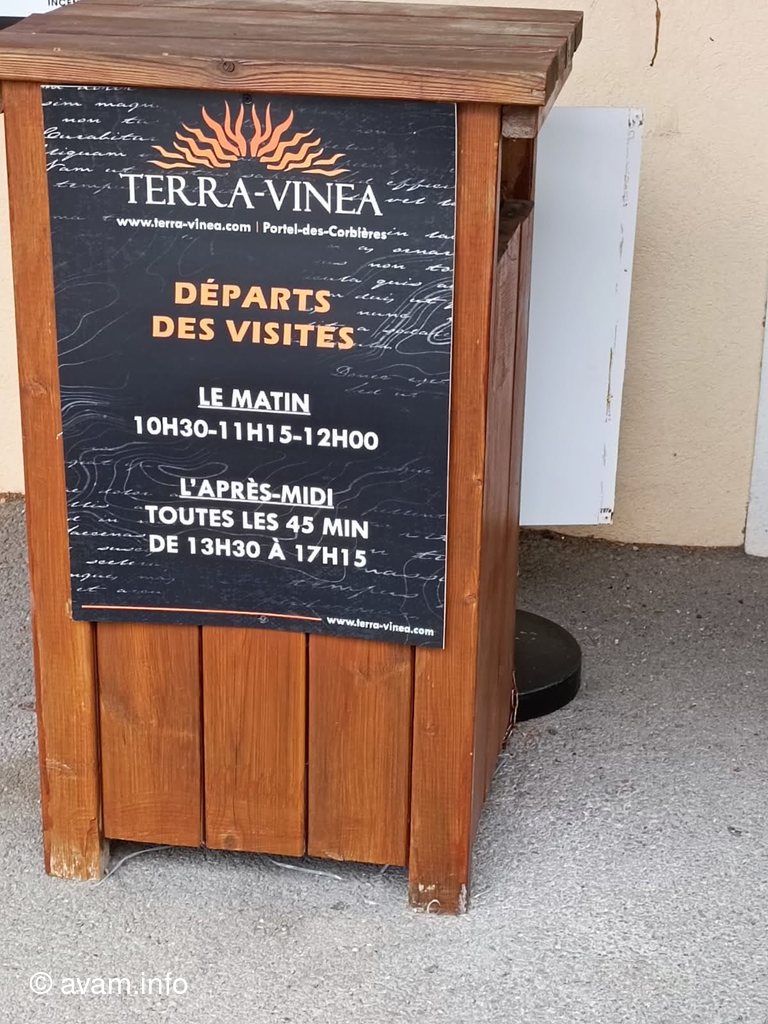 TERRA-VINEA
www.terra-vinea.com | Portel-des-Corbières
DÉPARTS
DES VISITES
LE MATIN
10H30-11H15-12H00
L'APRÈS-MIDI
TOUTES LES 45 MIN
DE 13H30 À 17H15
www.terra-vinea.com
© avam.info